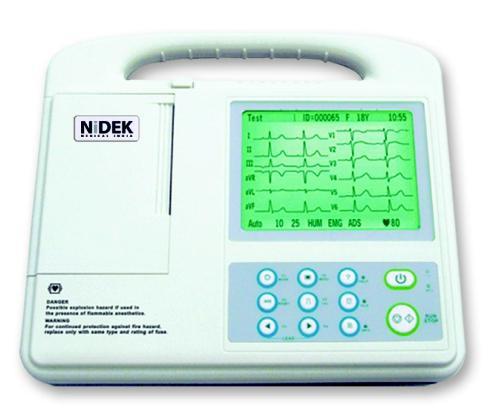 NIDEK
MEDICAL INDIA
Test | ID=000065 F 18Y 10:55
I V1
II V2
III V3
aVR V4
aVL V5
aVF V6
Auto 10 25 HUM EMG ADS ♥80
DANGER
Possible explosion hazard if used in
the presence of flammable anesthetics.
WARNING
For continued protection against fire hazard,
replace only with same type and rating of fuse.
RUN
STOP
LEAD